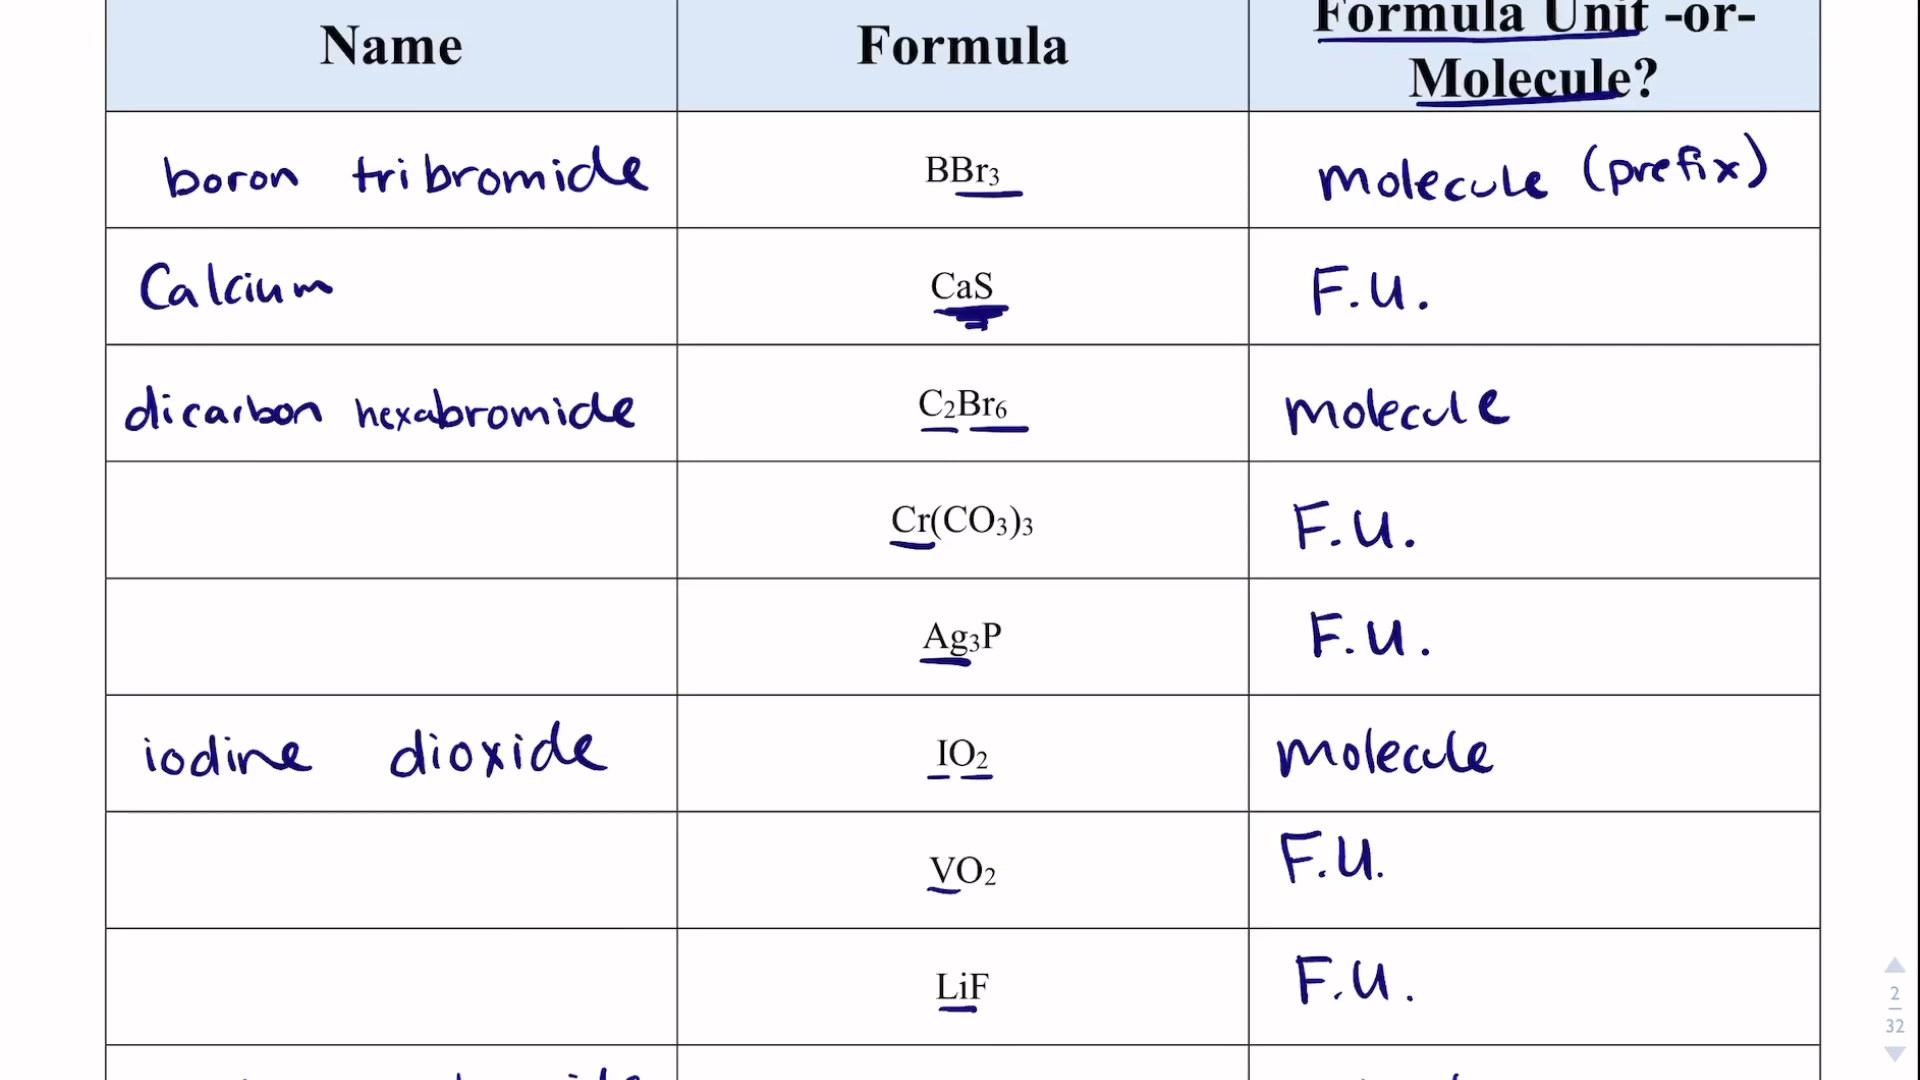 Name Formula Formula Unit -or-
Molecule?
boron tribromide BBr₃ molecule (prefix)
Calcium CaS F.U.
dicarbon hexabromide C₂Br₆ molecule
Cr(CO₃)₃ F.U.
Ag₃P F.U.
iodine dioxide IO₂ molecule
VO₂ F.U.
LiF F.U.
2
32